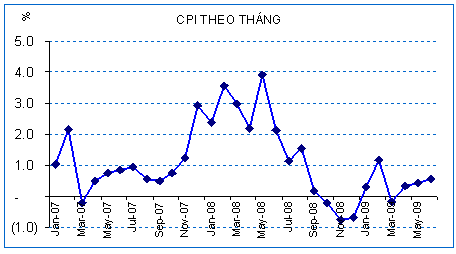 %
CPI THEO THÁNG
5.0
4.0
3.0
2.0
1.0
-
(1.0)
Jan-07
Mar-07
May-07
Jul-07
Sep-07
Nov-07
Jan-08
Mar-08
May-08
Jul-08
Sep-08
Nov-08
Jan-09
Mar-09
May-09